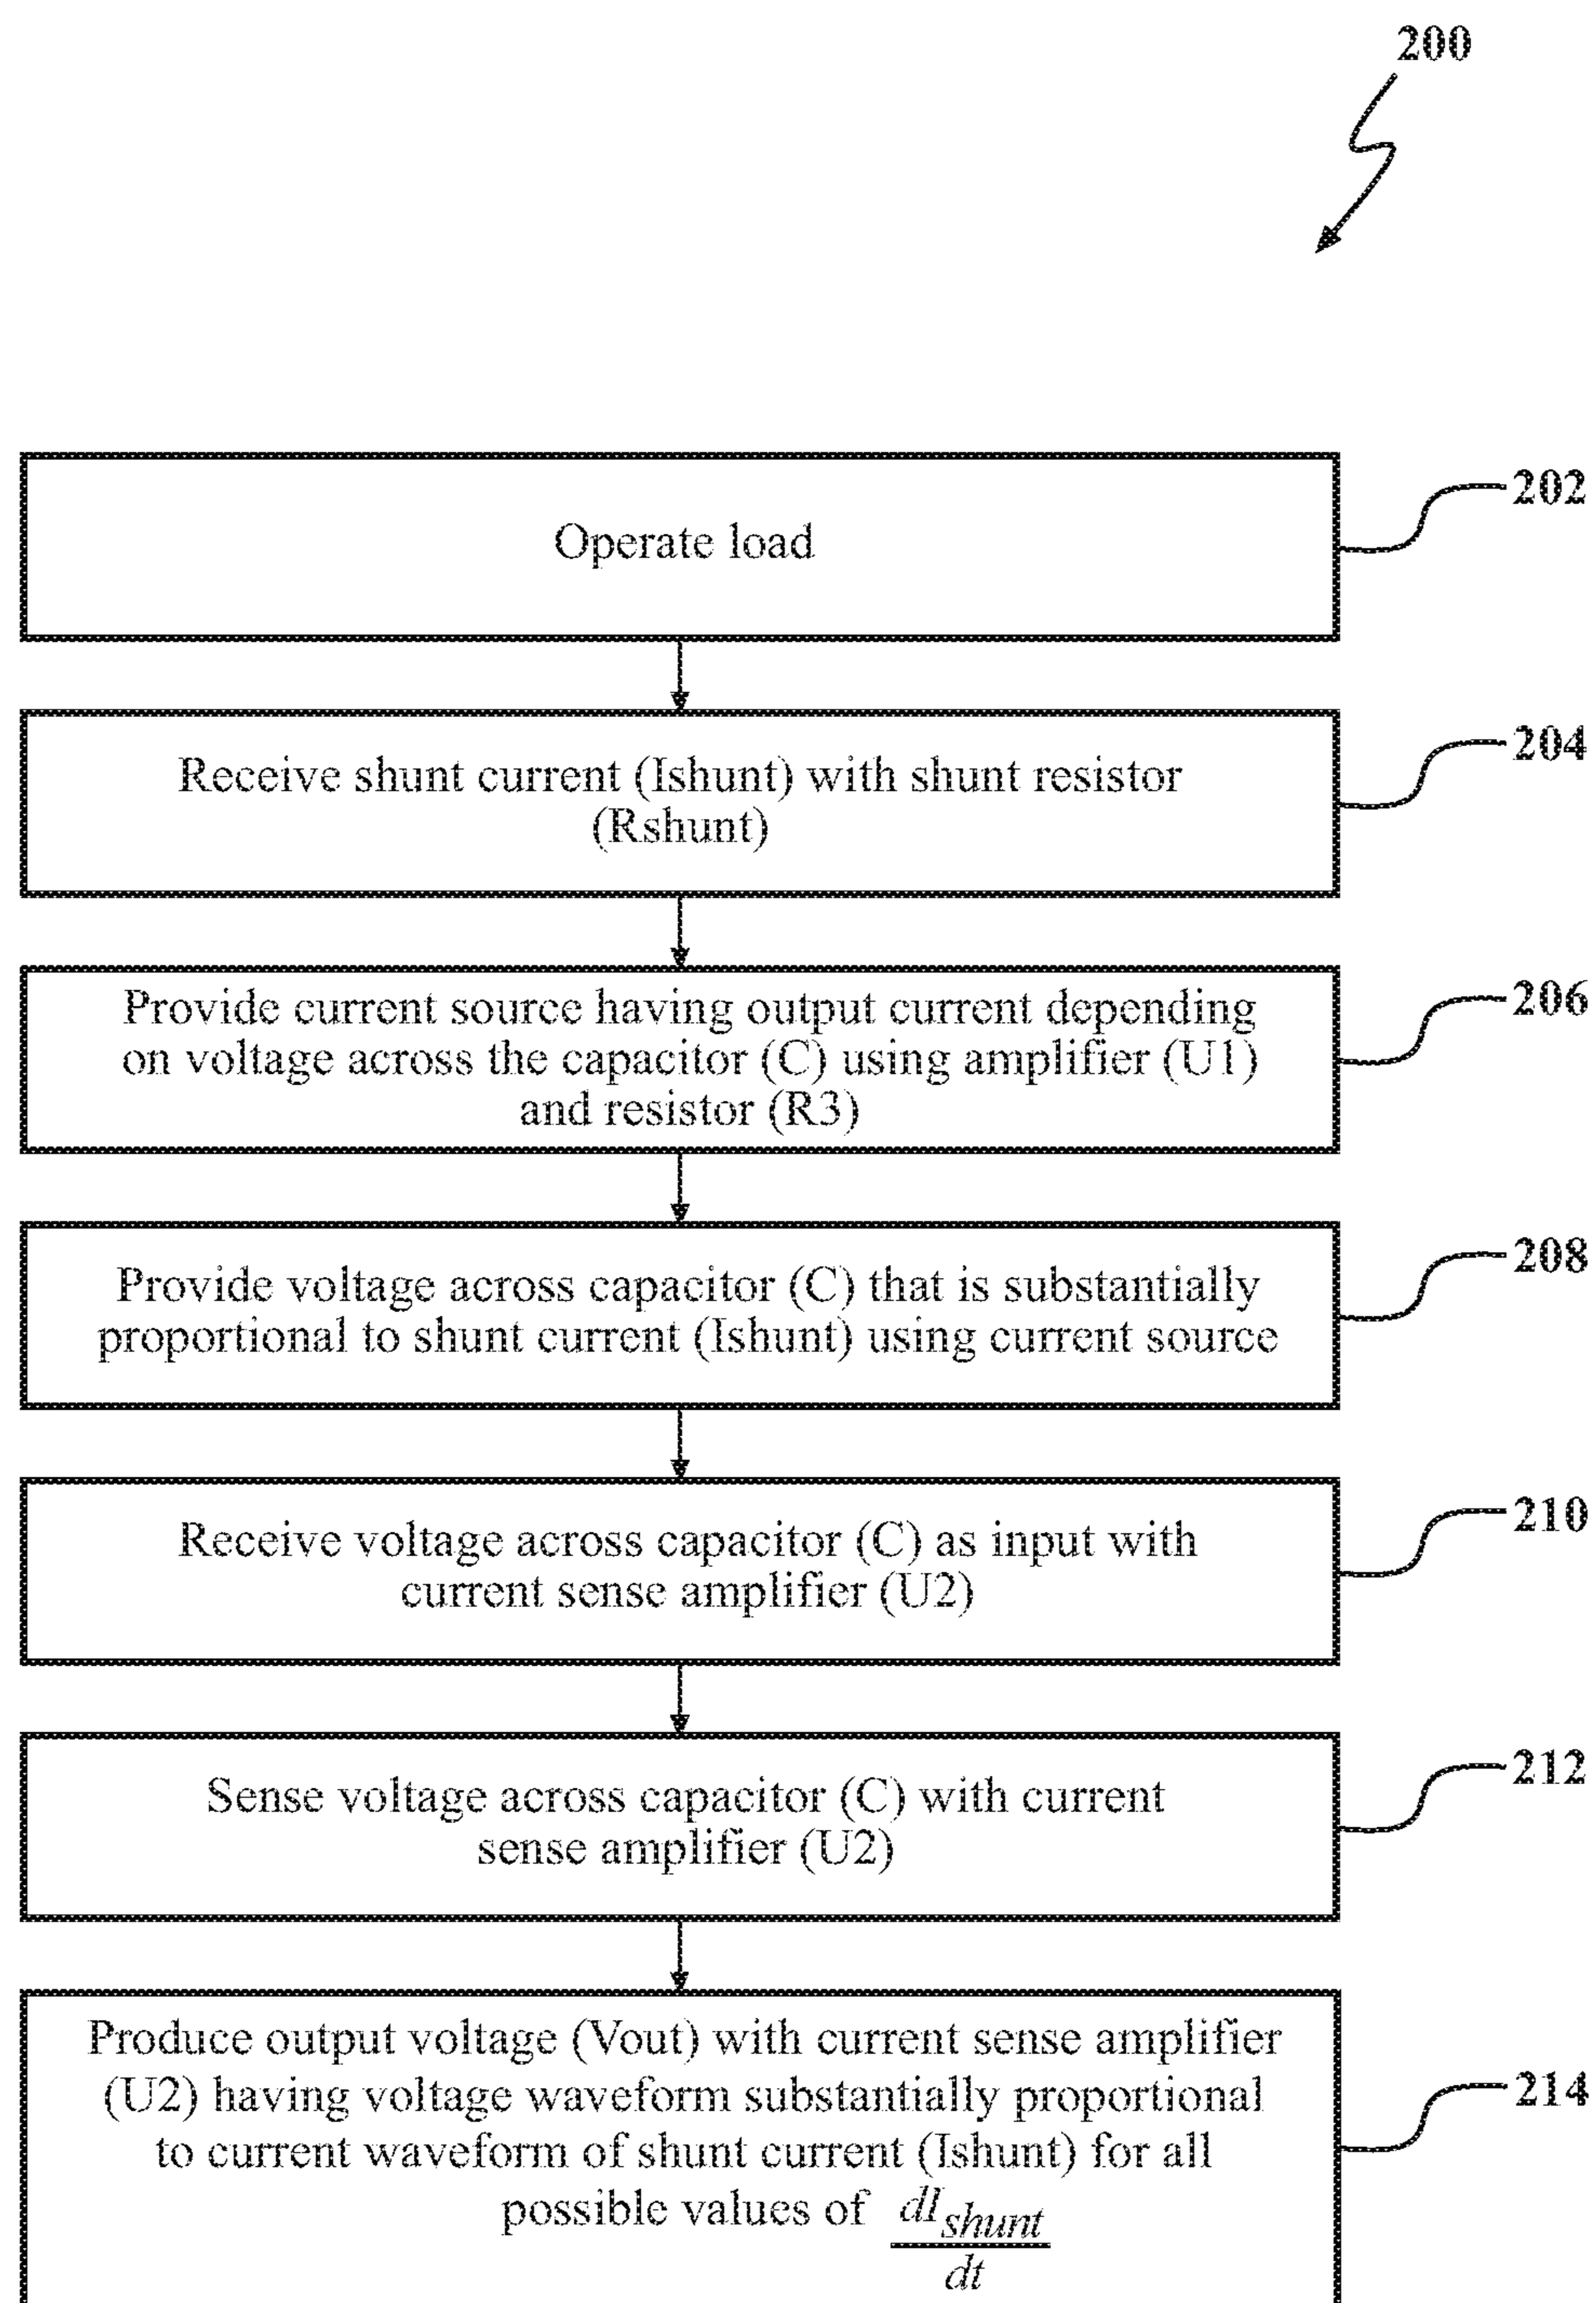 200
Operate load
202
Receive shunt current (Ishunt) with shunt resistor
(Rshunt)
204
Provide current source having output current depending
on voltage across the capacitor (C) using amplifier (U1)
and resistor (R3)
206
Provide voltage across capacitor (C) that is substantially
proportional to shunt current (Ishunt) using current source
208
Receive voltage across capacitor (C) as input with
current sense amplifier (U2)
210
Sense voltage across capacitor (C) with current
sense amplifier (U2)
212
Produce output voltage (Vout) with current sense amplifier
(U2) having voltage waveform substantially proportional
to current waveform of shunt current (Ishunt) for all
possible values of dI_shunt
dt
214